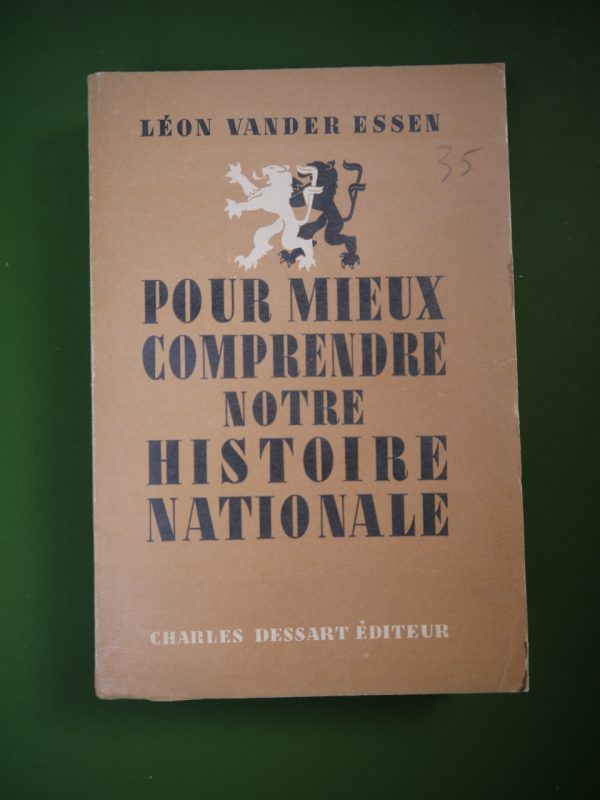 LÉON VANDER ESSEN
35
POUR MIEUX
COMPRENDRE
NOTRE
HISTOIRE
NATIONALE
CHARLES DESSART ÉDITEUR